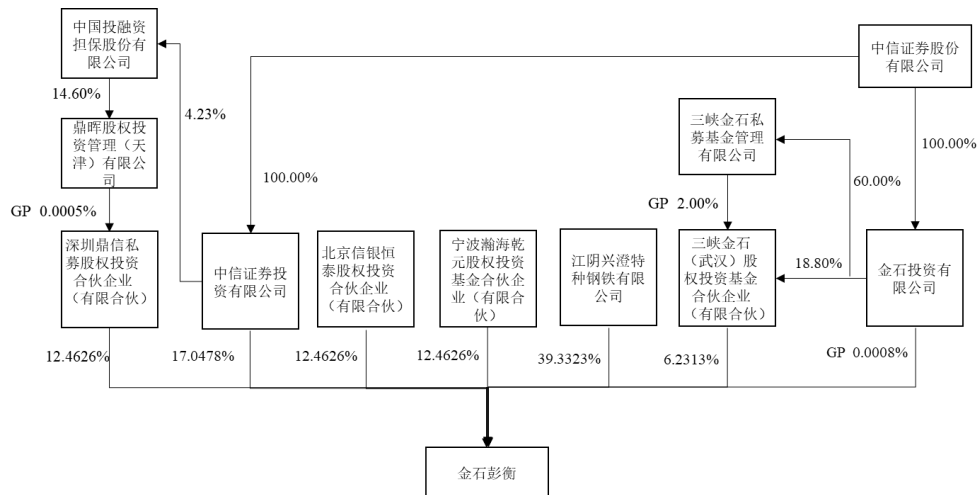 中国投融资
担保股份有
限公司
中信证券股份
有限公司
14.60%
4.23%
鼎晖股权投
资管理（天
津）有限公
司
三峡金石私
募基金管理
有限公司
100.00%
100.00%
60.00%
GP 0.0005%
GP 2.00%
深圳鼎信私
募股权投资
合伙企业
（有限合伙）
中信证券投
资有限公司
北京信银恒
泰股权投资
合伙企业
（有限合伙）
宁波瀚海乾
元股权投资
基金合伙企
业（有限合
伙）
江阴兴澄特
种钢铁有限
公司
三峡金石
（武汉）股
权投资基金
合伙企业
（有限合伙）
18.80%
金石投资有
限公司
12.4626%
17.0478%
12.4626%
12.4626%
39.3323%
6.2313%
GP 0.0008%
金石彭衡